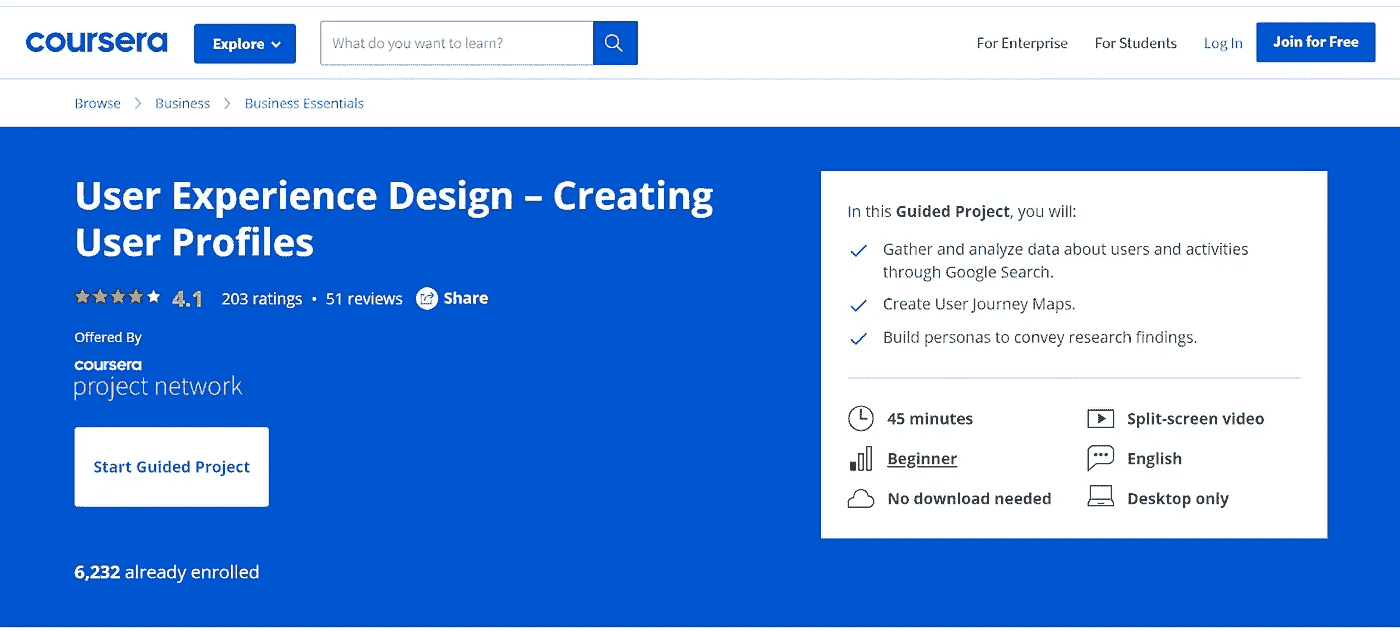 coursera
Explore
What do you want to learn?
For Enterprise
For Students
Log In
Join for Free
Browse > Business > Business Essentials
User Experience Design – Creating
User Profiles
4.1 203 ratings • 51 reviews Share
Offered By
coursera
project network
Start Guided Project
6,232 already enrolled
In this Guided Project, you will:
Gather and analyze data about users and activities
through Google Search.
Create User Journey Maps.
Build personas to convey research findings.
45 minutes
Split-screen video
Beginner
English
No download needed
Desktop only